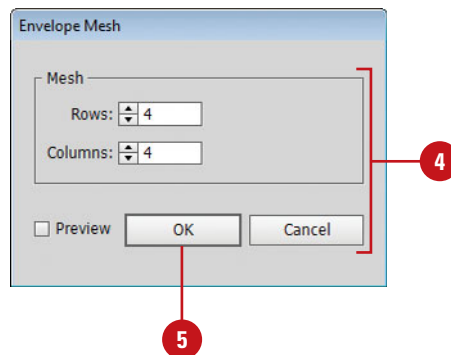 Envelope Mesh
Mesh
Rows: 4
Columns: 4
4
Preview OK Cancel
5